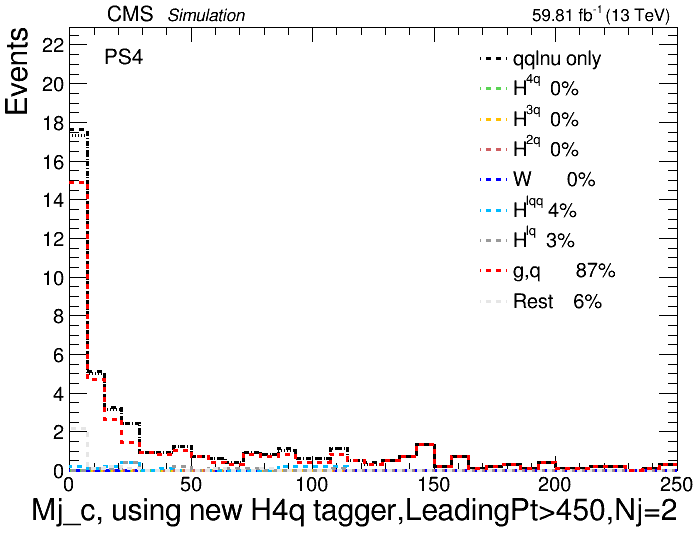 CMS Simulation 59.81 fb⁻¹ (13 TeV)
Events
PS4
qqlnu only
H⁴q 0%
H³q 0%
H²q 0%
W 0%
H^lqq 4%
H^lq 3%
g,q 87%
Rest 6%
22
20
18
16
14
12
10
8
6
4
2
0
0 50 100 150 200 250
Mj_c, using new H4q tagger,LeadingPt>450,Nj=2